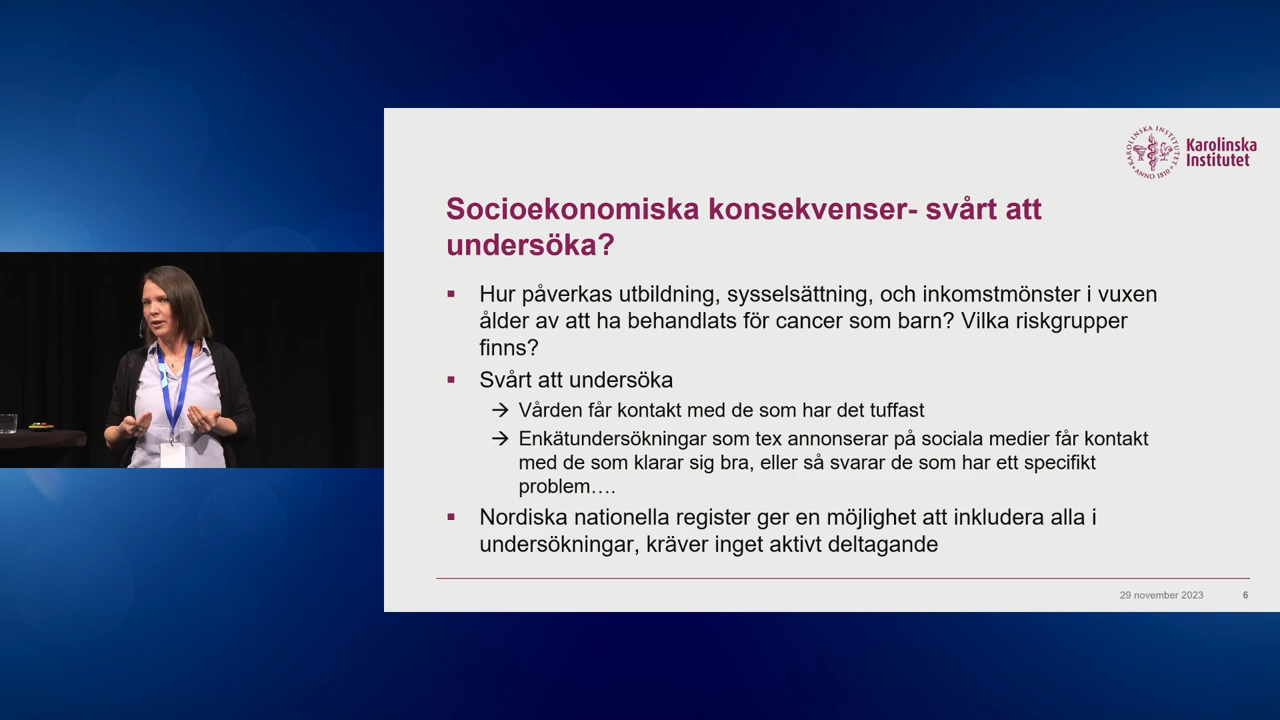 KAROLINSKA INSTITUTET
ANNO 1810
Karolinska
Institutet
Socioekonomiska konsekvenser- svårt att
undersöka?
Hur påverkas utbildning, sysselsättning, och inkomstmönster i vuxen
ålder av att ha behandlats för cancer som barn? Vilka riskgrupper
finns?
Svårt att undersöka
→ Vården får kontakt med de som har det tuffast
→ Enkätundersökningar som tex annonserar på sociala medier får kontakt
med de som klarar sig bra, eller så svarar de som har ett specifikt
problem….
Nordiska nationella register ger en möjlighet att inkludera alla i
undersökningar, kräver inget aktivt deltagande
29 november 2023 6